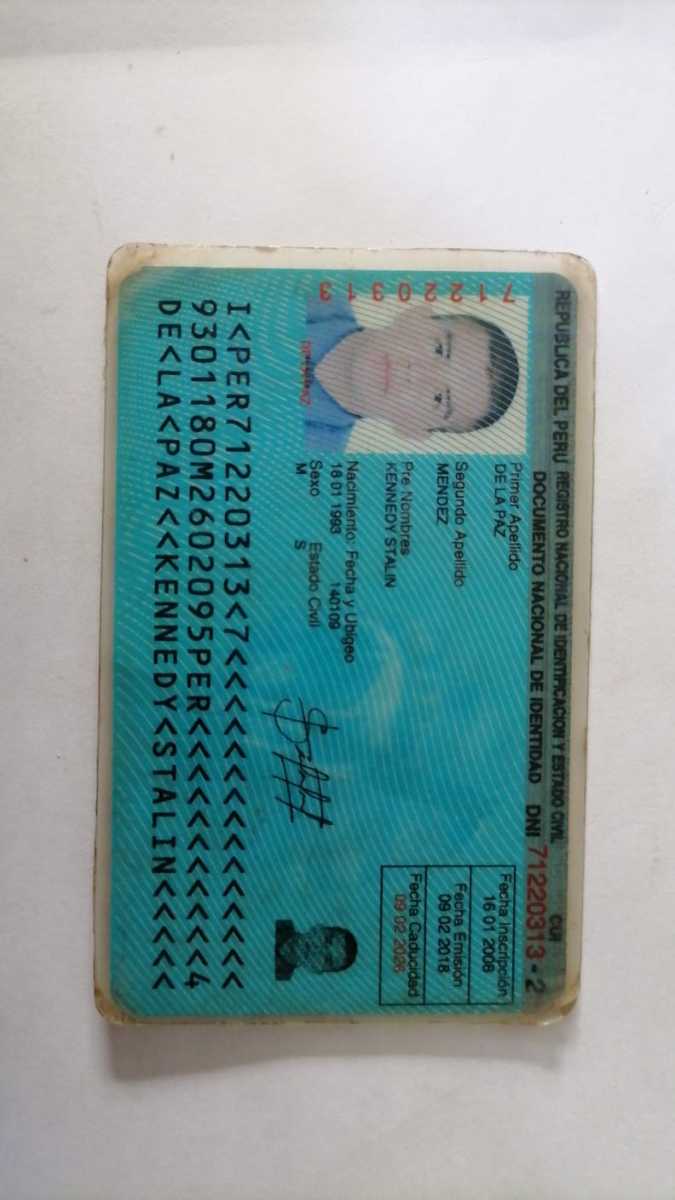 REPUBLICA DEL PERU REGISTRO NACIONAL DE IDENTIFICACION Y ESTADO CIVIL
DOCUMENTO NACIONAL DE IDENTIDAD DNI 71220313 - 2
CUI
71220313
Primer Apellido
DE LA PAZ
Segundo Apellido
MENDEZ
Pre Nombres
KENNEDY STALIN
Nacimiento: Fecha y Ubigeo
18 01 1993 140109
Sexo Estado Civil
M S
Fecha Inscripción
16 01 2008
Fecha Emisión
09 02 2018
Fecha Caducidad
09 02 2026
I<PER71220313<7<<<<<<<<<<<<<<<
9301180M2602095PER<<<<<<<<<<<4
DE<LA<PAZ<<KENNEDY<STALIN<<<<<